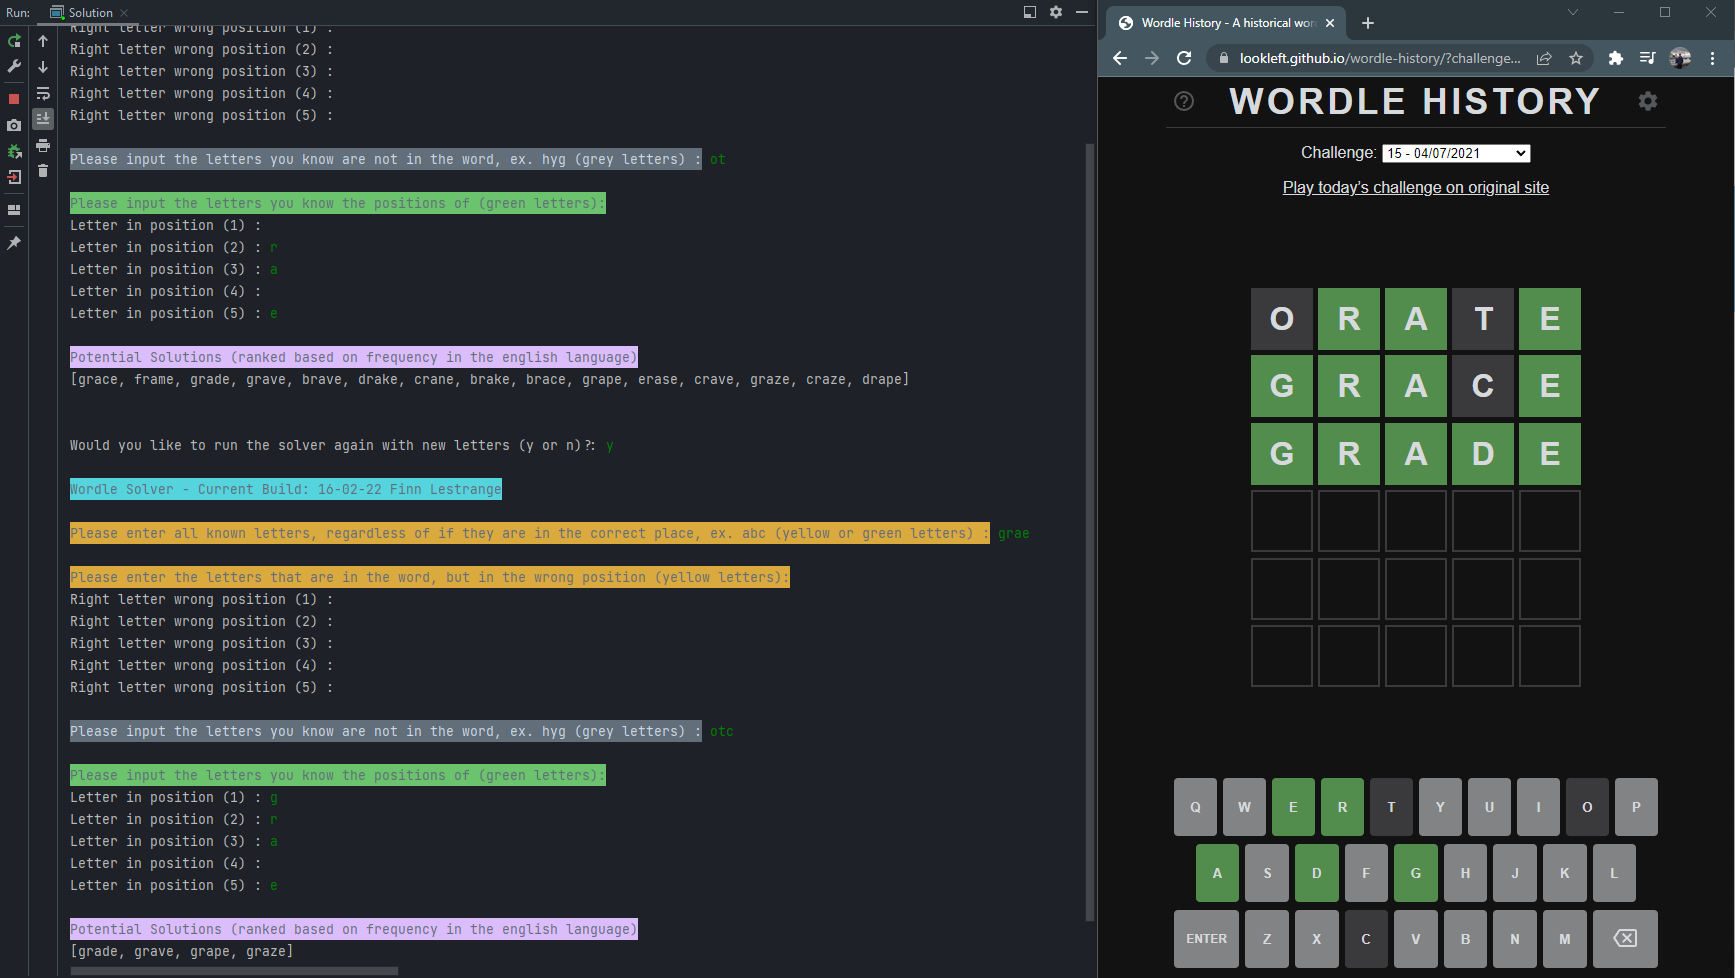 Run: Solution
Right letter wrong position (1) :
Right letter wrong position (2) :
Right letter wrong position (3) :
Right letter wrong position (4) :
Right letter wrong position (5) :
Please input the letters you know are not in the word, ex. hyg (grey letters) : ot
Please input the letters you know the positions of (green letters):
Letter in position (1) :
Letter in position (2) : r
Letter in position (3) : a
Letter in position (4) :
Letter in position (5) : e
Potential Solutions (ranked based on frequency in the english language)
[grace, frame, grade, grave, brave, drake, crane, brake, brace, grape, erase, crave, graze, craze, drape]
Would you like to run the solver again with new letters (y or n)?: y
Wordle Solver - Current Build: 16-02-22 Finn Lestrange
Please enter all known letters, regardless of if they are in the correct place, ex. abc (yellow or green letters) : grae
Please enter the letters that are in the word, but in the wrong position (yellow letters):
Right letter wrong position (1) :
Right letter wrong position (2) :
Right letter wrong position (3) :
Right letter wrong position (4) :
Right letter wrong position (5) :
Please input the letters you know are not in the word, ex. hyg (grey letters) : otc
Please input the letters you know the positions of (green letters):
Letter in position (1) : g
Letter in position (2) : r
Letter in position (3) : a
Letter in position (4) :
Letter in position (5) : e
Potential Solutions (ranked based on frequency in the english language)
[grade, grave, grape, graze]
Wordle History - A historical wor
lookleft.github.io/wordle-history/?challenge...
WORDLE HISTORY
Challenge: 15 - 04/07/2021
Play today's challenge on original site
O R A T E
G R A C E
G R A D E
Q W E R T Y U I O P
A S D F G H J K L
ENTER Z X C V B N M